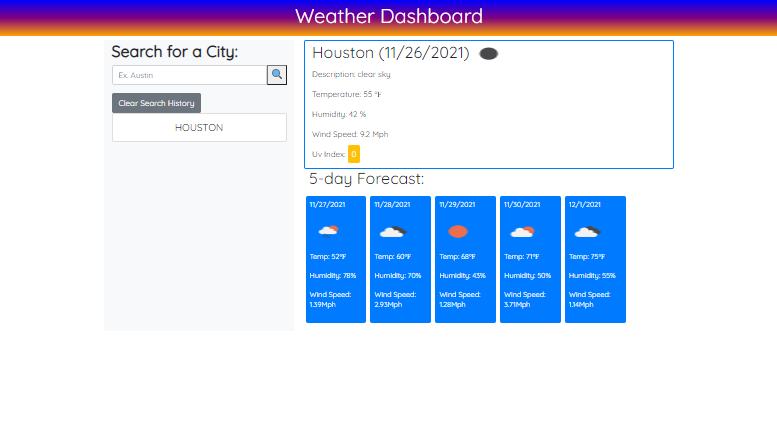 Weather Dashboard
Search for a City:
Ex. Austin
Clear Search History
HOUSTON
Houston (11/26/2021)
Description: clear sky
Temperature: 55 °F
Humidity: 42 %
Wind Speed: 9.2 Mph
Uv Index: 0
5-day Forecast:
11/27/2021
Temp: 52°F
Humidity: 78%
Wind Speed:
1.39Mph
11/28/2021
Temp: 60°F
Humidity: 70%
Wind Speed:
2.93Mph
11/29/2021
Temp: 68°F
Humidity: 43%
Wind Speed:
1.28Mph
11/30/2021
Temp: 71°F
Humidity: 50%
Wind Speed:
3.71Mph
12/1/2021
Temp: 75°F
Humidity: 55%
Wind Speed:
1.14Mph